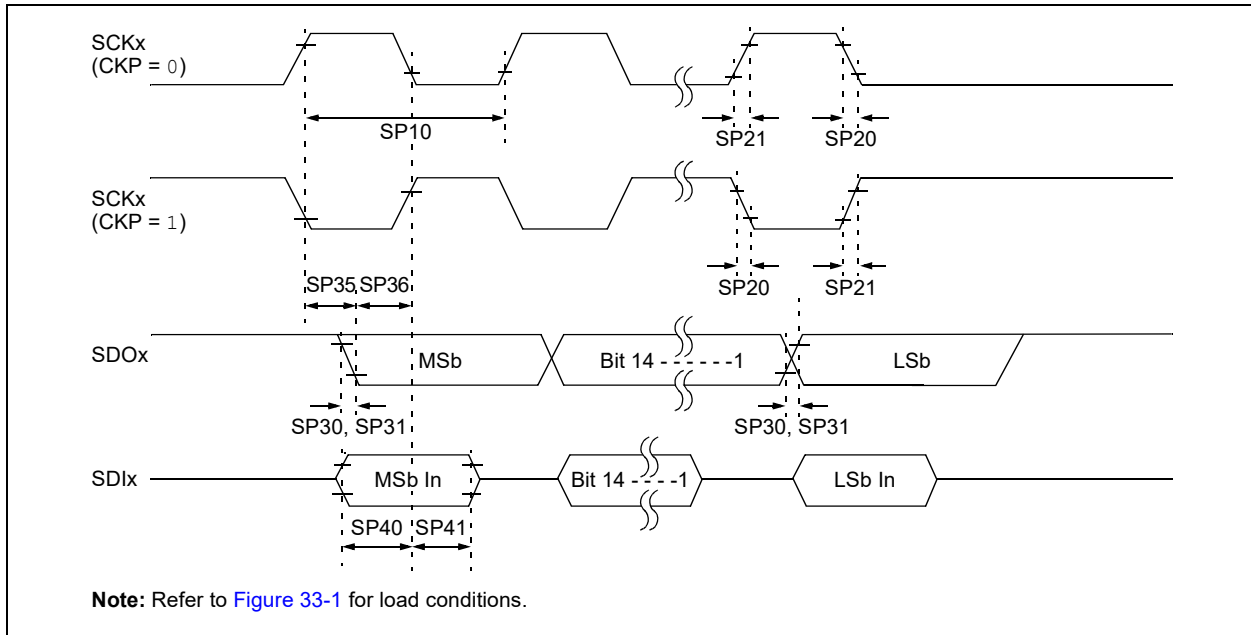 SCKx
(CKP = 0)
SP10
SP21
SP20
SCKx
(CKP = 1)
SP35
SP36
SP20
SP21
SDOx
MSb
Bit 14 - - - - - -1
LSb
SP30, SP31
SP30, SP31
SDIx
MSb In
Bit 14 - - - - -1
LSb In
SP40
SP41
Note: Refer to Figure 33-1 for load conditions.